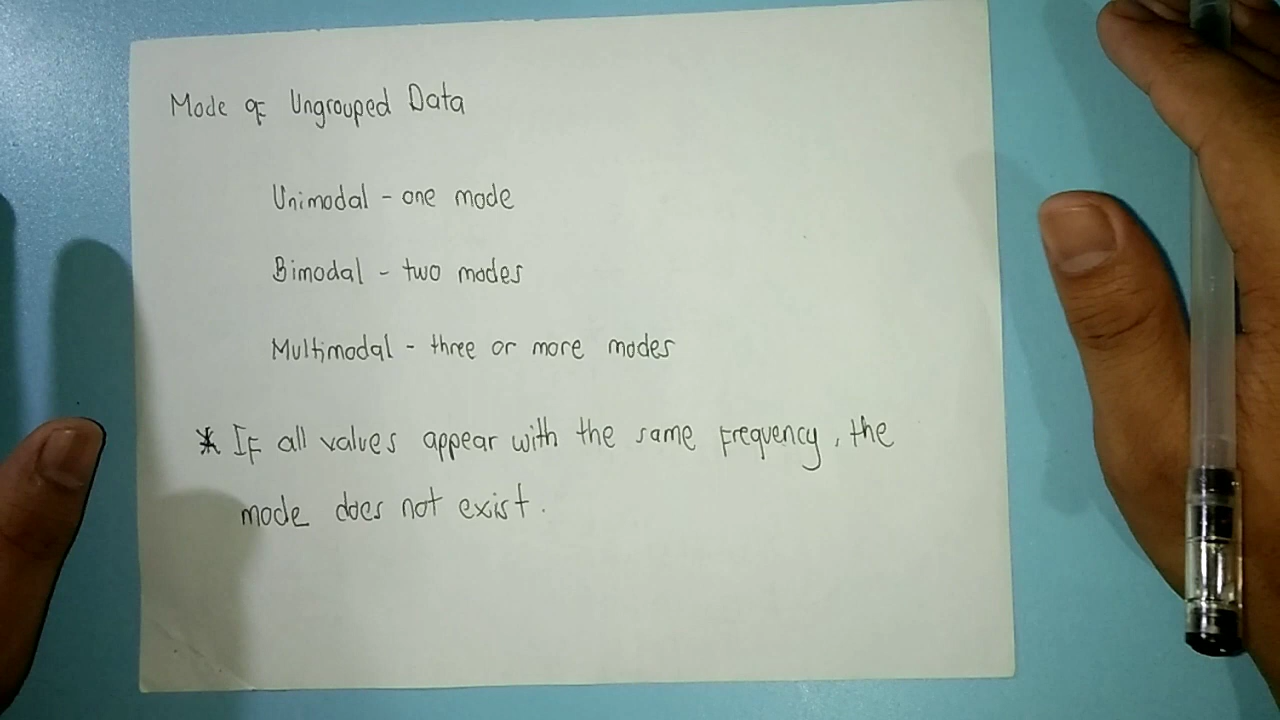 Mode of Ungrouped Data
Unimodal - one mode
Bimodal - two modes
Multimodal - three or more modes
* If all values appear with the same frequency, the
mode does not exist.